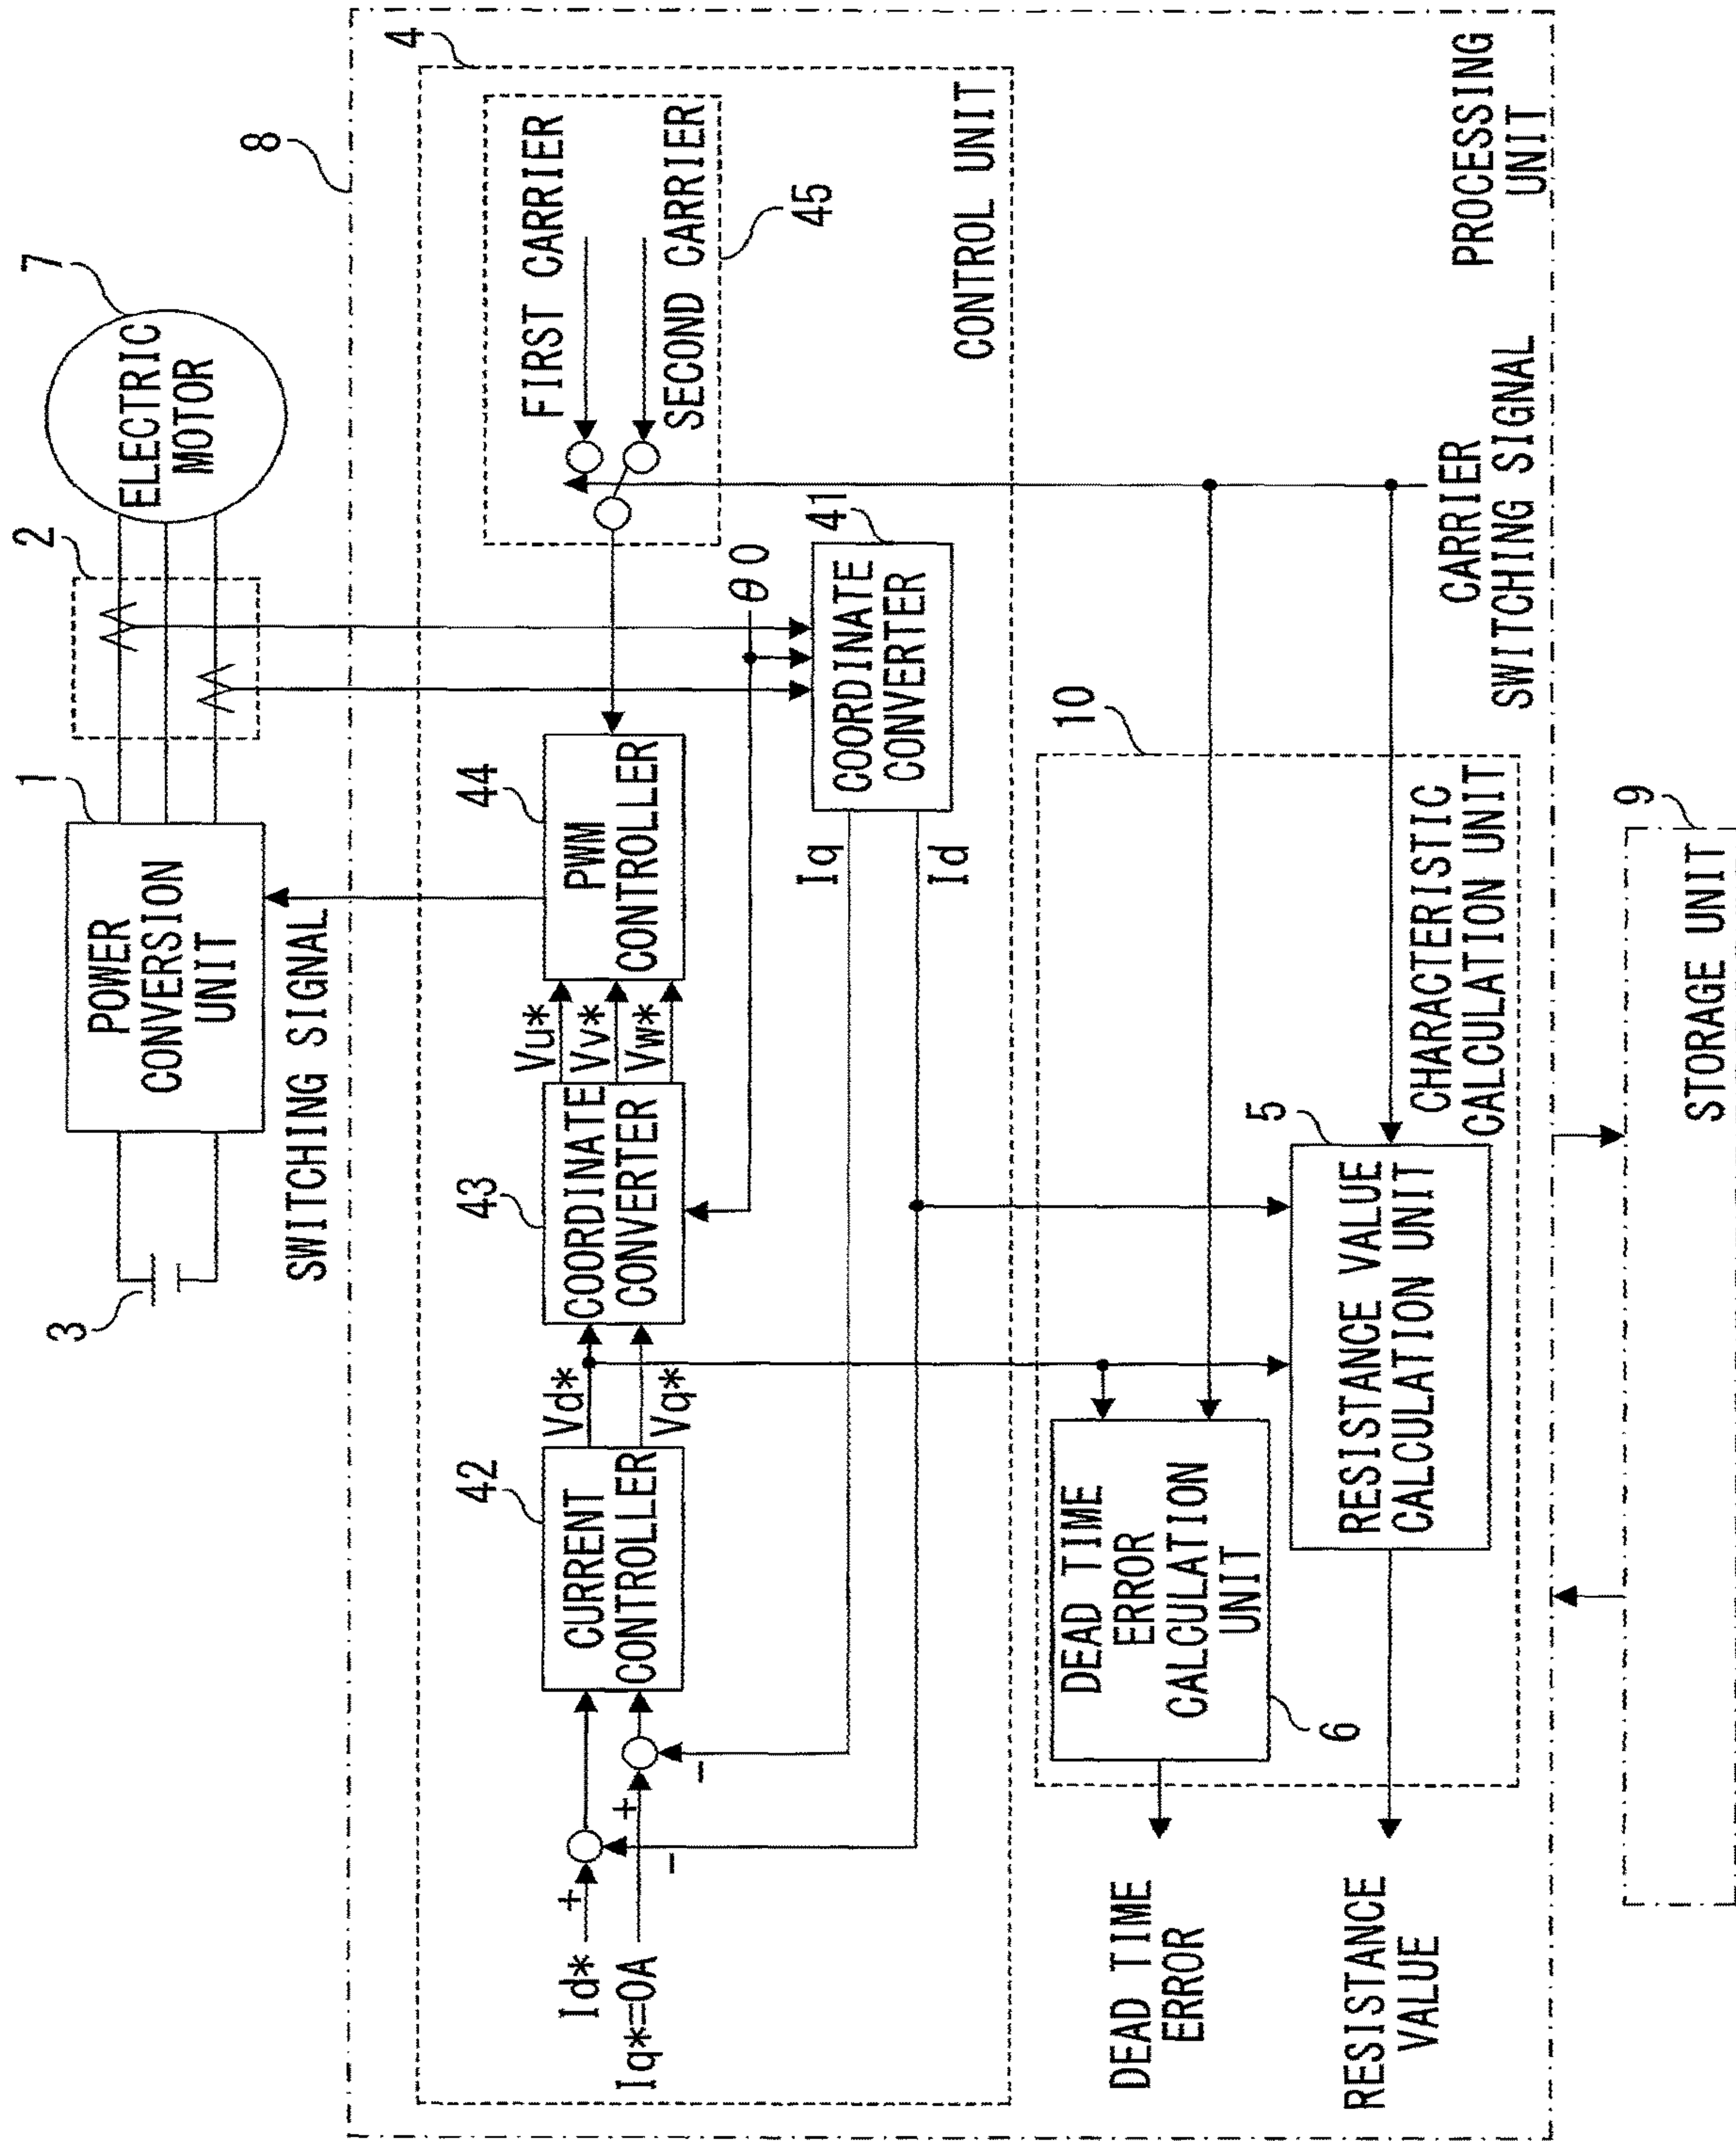 3
POWER
CONVERSION
UNIT
1
2
7
ELECTRIC
MOTOR
SWITCHING SIGNAL
8
4
Id*
+
-
Iq*=0A
+
-
42
CURRENT
CONTROLLER
Vd*
Vq*
43
COORDINATE
CONVERTER
Vu*
Vv*
Vw*
44
PWM
CONTROLLER
θ0
FIRST CARRIER
SECOND CARRIER
45
41
COORDINATE
CONVERTER
Iq
Id
CONTROL UNIT
DEAD TIME
ERROR
CALCULATION
UNIT
6
5
RESISTANCE VALUE
CALCULATION UNIT
10
CHARACTERISTIC
CALCULATION UNIT
DEAD TIME
ERROR
RESISTANCE
VALUE
CARRIER
SWITCHING SIGNAL
PROCESSING
UNIT
9
STORAGE UNIT